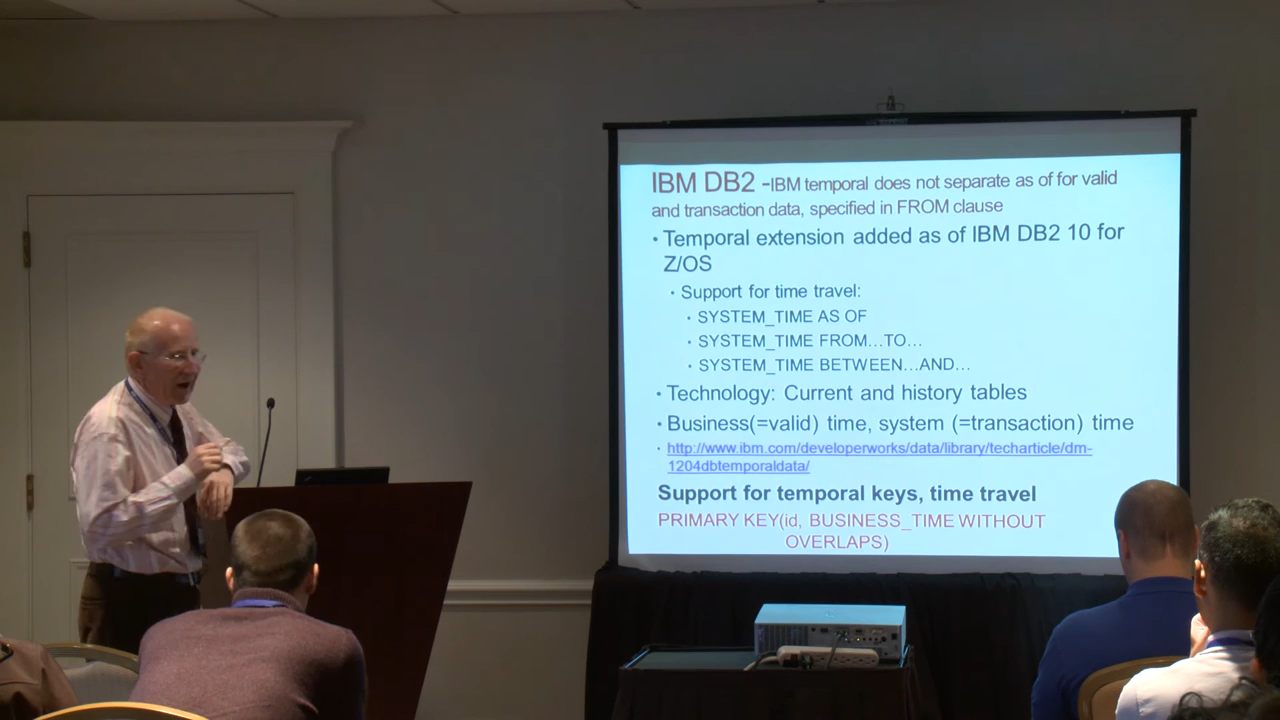 IBM DB2 -IBM temporal does not separate as of for valid
and transaction data, specified in FROM clause
• Temporal extension added as of IBM DB2 10 for
Z/OS
• Support for time travel:
• SYSTEM_TIME AS OF
• SYSTEM_TIME FROM…TO…
• SYSTEM_TIME BETWEEN…AND…
• Technology: Current and history tables
• Business(=valid) time, system (=transaction) time
• http://www.ibm.com/developerworks/data/library/techarticle/dm-
1204dbtemporaldata/
Support for temporal keys, time travel
PRIMARY KEY(id, BUSINESS_TIME WITHOUT
OVERLAPS)